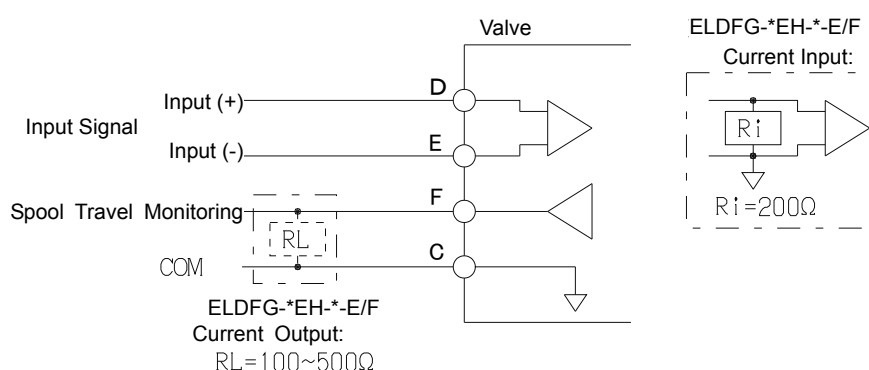 Valve
ELDFG-*EH-*-E/F
Current Input:
D
Input (+)
Ri
Input Signal
E
Input (-)
F
Spool Travel Monitoring
Ri=200Ω
RL
C
COM
ELDFG-*EH-*-E/F
Current Output:
RL=100~500Ω